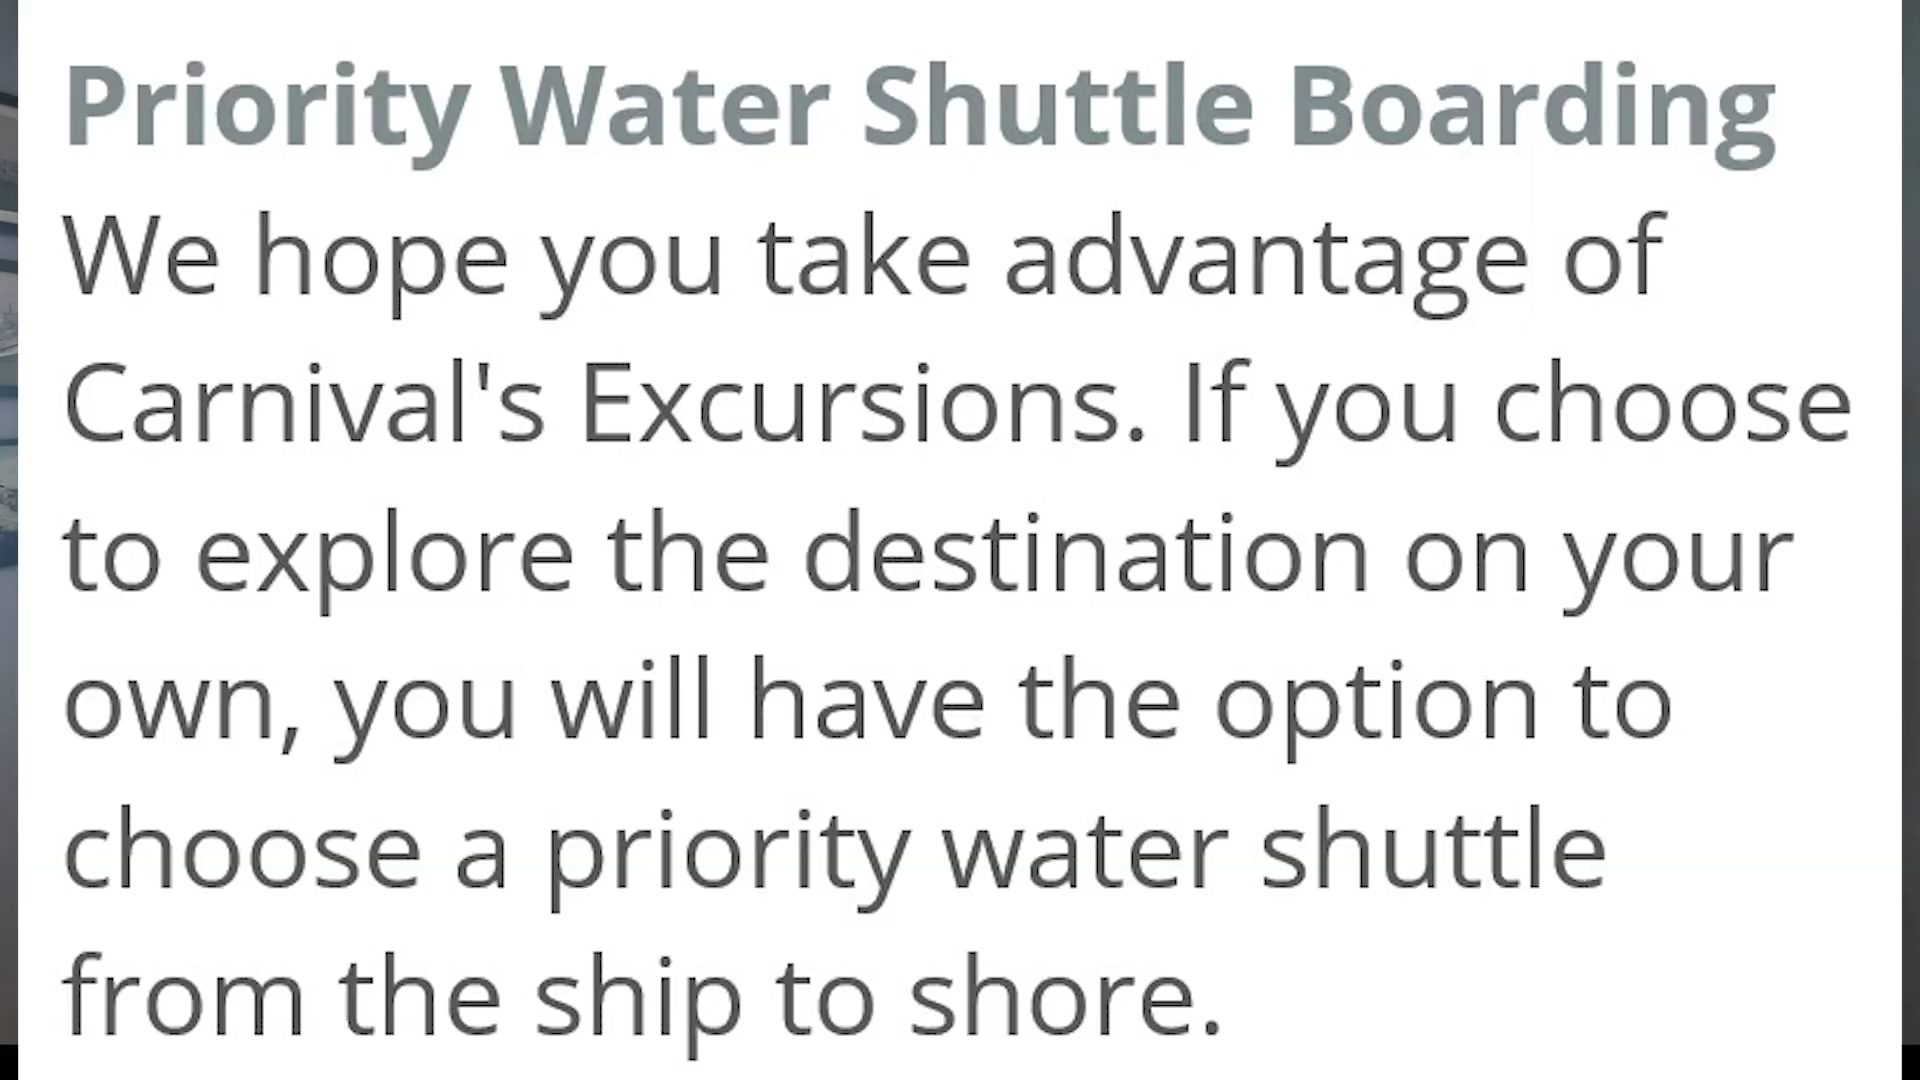 Priority Water Shuttle Boarding
We hope you take advantage of
Carnival's Excursions. If you choose
to explore the destination on your
own, you will have the option to
choose a priority water shuttle
from the ship to shore.